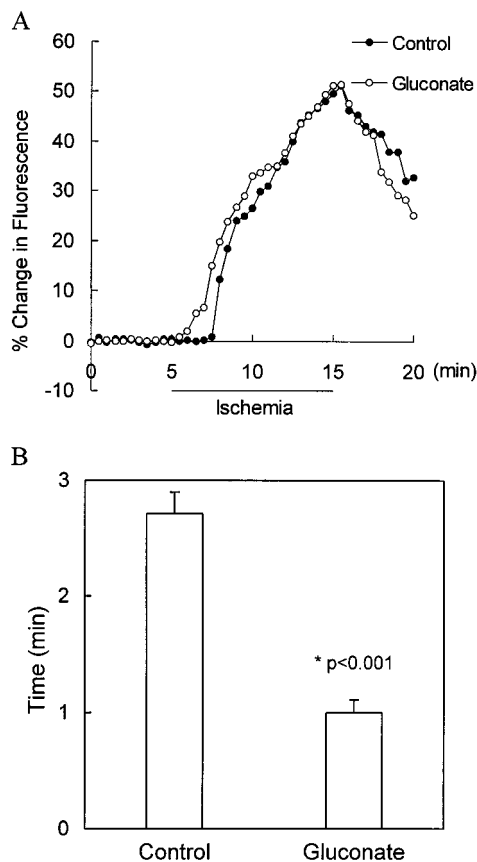 A
% Change in Fluorescence
60
50
40
30
20
10
0
-10
Control
Gluconate
0 5 10 15 20 (min)
Ischemia
B
Time (min)
3
2
1
0
* p<0.001
Control Gluconate